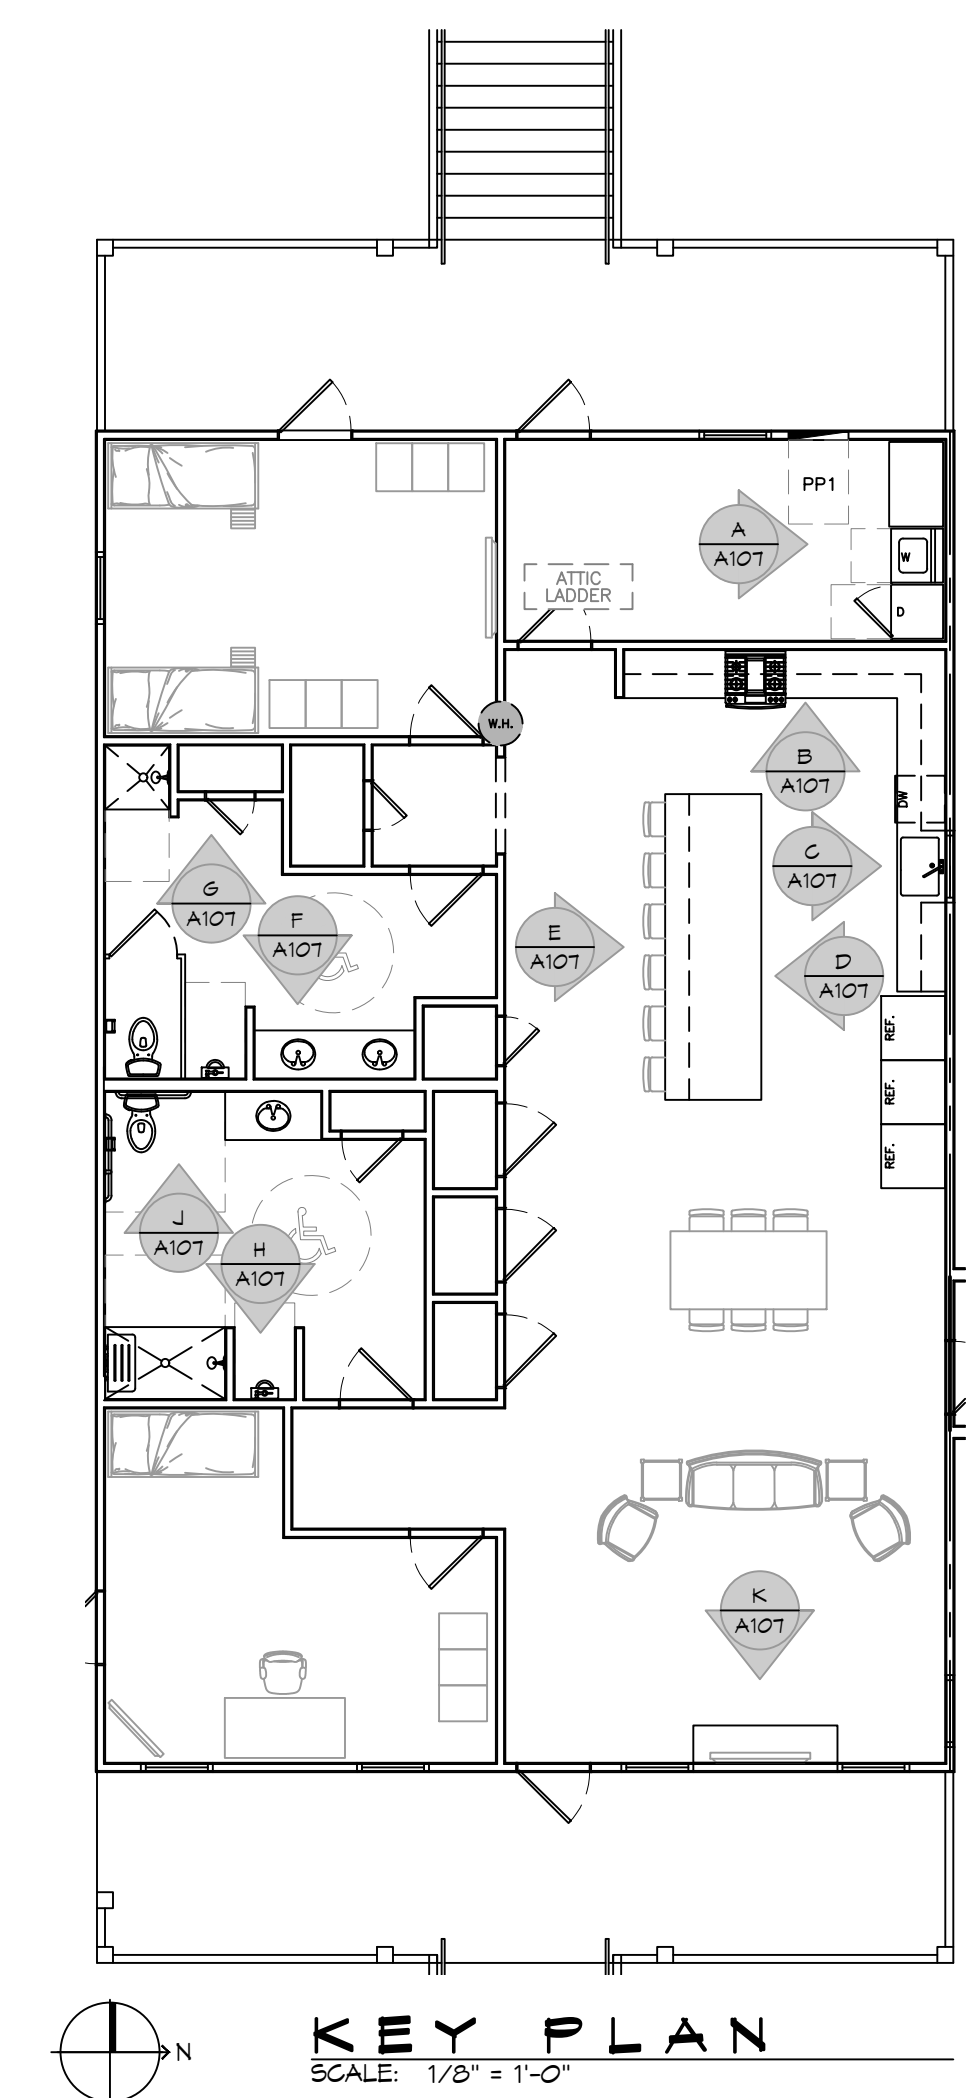 PP1
A
A107
W
ATTIC
LADDER
D
W.H.
B
A107
DW
C
A107
G
A107
F
A107
E
A107
D
A107
REF.
REF.
REF.
J
A107
H
A107
K
A107
N
KEY PLAN
SCALE: 1/8" = 1'-0"